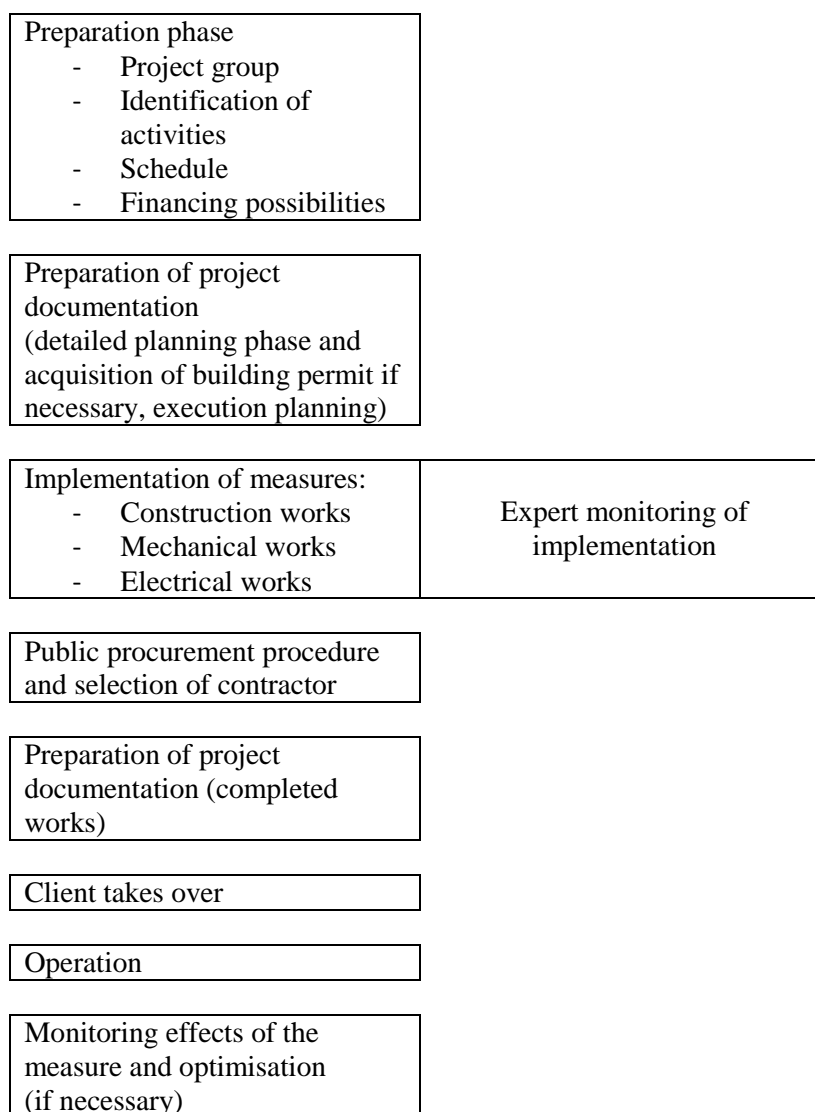 Preparation phase
- Project group
- Identification of
activities
- Schedule
- Financing possibilities
Preparation of project
documentation
(detailed planning phase and
acquisition of building permit if
necessary, execution planning)
Implementation of measures:
- Construction works
- Mechanical works
- Electrical works
Expert monitoring of
implementation
Public procurement procedure
and selection of contractor
Preparation of project
documentation (completed
works)
Client takes over
Operation
Monitoring effects of the
measure and optimisation
(if necessary)